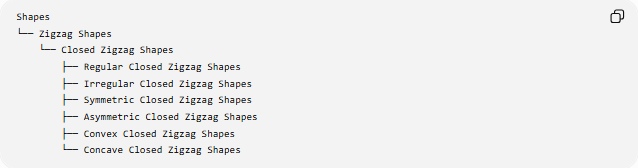 Shapes
└── Zigzag Shapes
└── Closed Zigzag Shapes
├── Regular Closed Zigzag Shapes
├── Irregular Closed Zigzag Shapes
├── Symmetric Closed Zigzag Shapes
├── Asymmetric Closed Zigzag Shapes
├── Convex Closed Zigzag Shapes
└── Concave Closed Zigzag Shapes